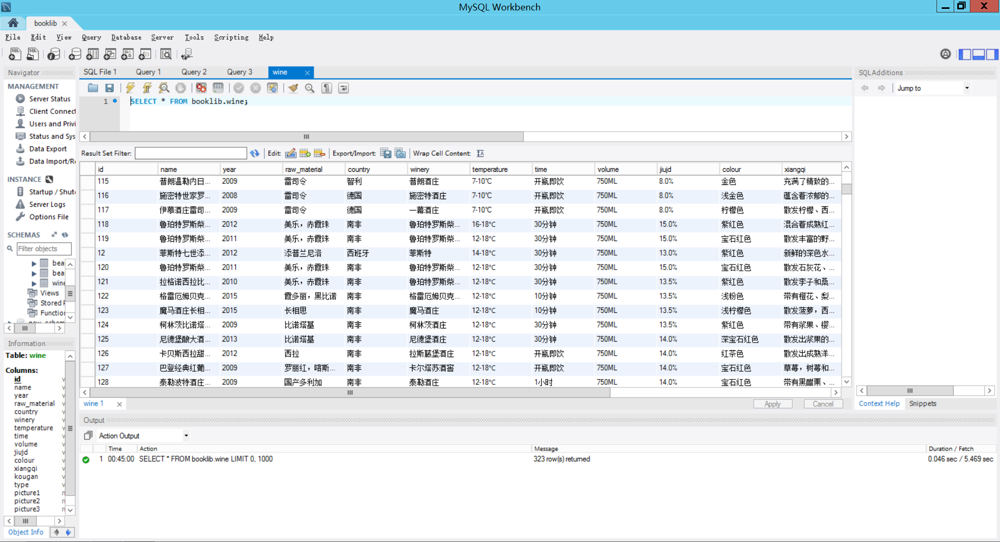 MySQL Workbench
booklib
File Edit View Query Database Server Tools Scripting Help
Navigator
MANAGEMENT
Server Status
Client Connect
Users and Privi
Status and Sys
Data Export
Data Import/Re
INSTANCE
Startup / Shut
Server Logs
Options File
SCHEMAS
Filter objects
bea
bea
wine
Views
Stored P
Function
new_schem
Information
Table: wine
Columns:
id v
name v
year v
raw_material v
country v
winery v
temperature v
time v
volume v
jiujd v
colour v
xiangqi v
kougan v
type v
picture1 n
picture2 n
picture3 n
Object Info
SQL File 1 Query 1 Query 2 Query 3 wine
1 SELECT * FROM booklib.wine;
Result Set Filter: Edit: Export/Import: Wrap Cell Content:
id name year raw_material country winery temperature time volume jiujd colour xiangqi
115 普朗温勒内日... 2009 雷司令 智利 普朗酒庄 7-10℃ 开瓶即饮 750ML 8.0% 金色 充满了精致的...
116 施密特世家罗... 2008 雷司令 德国 施密特酒庄 7-10℃ 开瓶即饮 750ML 8.0% 浅金色 蕴含着浓郁的...
117 伊慕酒庄雷司... 2009 雷司令 德国 一幕酒庄 7-10℃ 开瓶即饮 750ML 8.0% 柠檬色 散发柠檬、西...
118 鲁珀特罗斯柴... 2012 美乐，赤霞珠 南非 鲁珀特罗斯柴... 16-18℃ 30分钟 750ML 15.0% 紫红色 混合着成熟红...
119 鲁珀特罗斯柴... 2011 美乐，赤霞珠 南非 鲁珀特罗斯柴... 12-18℃ 30分钟 750ML 15.0% 宝石红色 散发丰富的野...
12 菲斯特七世添... 2012 添普兰尼洛 西班牙 菲斯特 14-18℃ 30分钟 750ML 13.0% 紫红色 新鲜的深色水...
120 鲁珀特罗斯柴... 2011 美乐，赤霞珠 南非 鲁珀特罗斯柴... 12-18℃ 30分钟 750ML 15.0% 宝石红色 散发石灰花、...
121 拉格诺西拉比... 2010 美乐，赤霞珠 南非 鲁珀特罗斯柴... 12-18℃ 30分钟 750ML 13.5% 紫红色 散发李子和桑...
122 格雷厄姆贝克... 2015 霞多丽，黑比诺 南非 格雷厄姆贝克... 12-18℃ 10分钟 750ML 13.5% 浅粉色 带有橙花、梨...
123 魔马酒庄长相... 2015 长相思 南非 魔马酒庄 12-18℃ 10分钟 750ML 13.5% 浅柠檬色 散发菠萝，西...
124 柯林茨比诺塔... 2009 比诺塔基 南非 柯林茨酒庄 12-18℃ 30分钟 750ML 13.5% 紫红色 带有浆果、樱...
125 尼德堡酿大酒... 2013 比诺塔基 南非 尼德堡酒庄 12-18℃ 30分钟 750ML 14.0% 深宝石红色 散发出浆果的...
126 卡贝斯西拉甜... 2012 西拉 南非 拉斯蘇堡酒庄 12-18℃ 开瓶即饮 750ML 14.0% 红茶色 散发出成熟洋...
127 巴登经典红葡... 2009 罗丽红，喀斯... 南非 卡尔塔苏酒窖 12-18℃ 开瓶即饮 750ML 14.0% 宝石红色 草莓，树莓和...
128 泰勒波特酒庄... 2009 国产多利加 南非 泰勒酒庄 12-18℃ 1小时 750ML 14.0% 宝石红色 带有黑醋栗、...
wine 1 Apply Cancel
Output
Action Output
Time Action Message Duration / Fetch
1 00:45:00 SELECT * FROM booklib.wine LIMIT 0, 1000 323 row(s) returned 0.046 sec / 5.469 sec
SQLAdditions
Jump to
Context Help Snippets